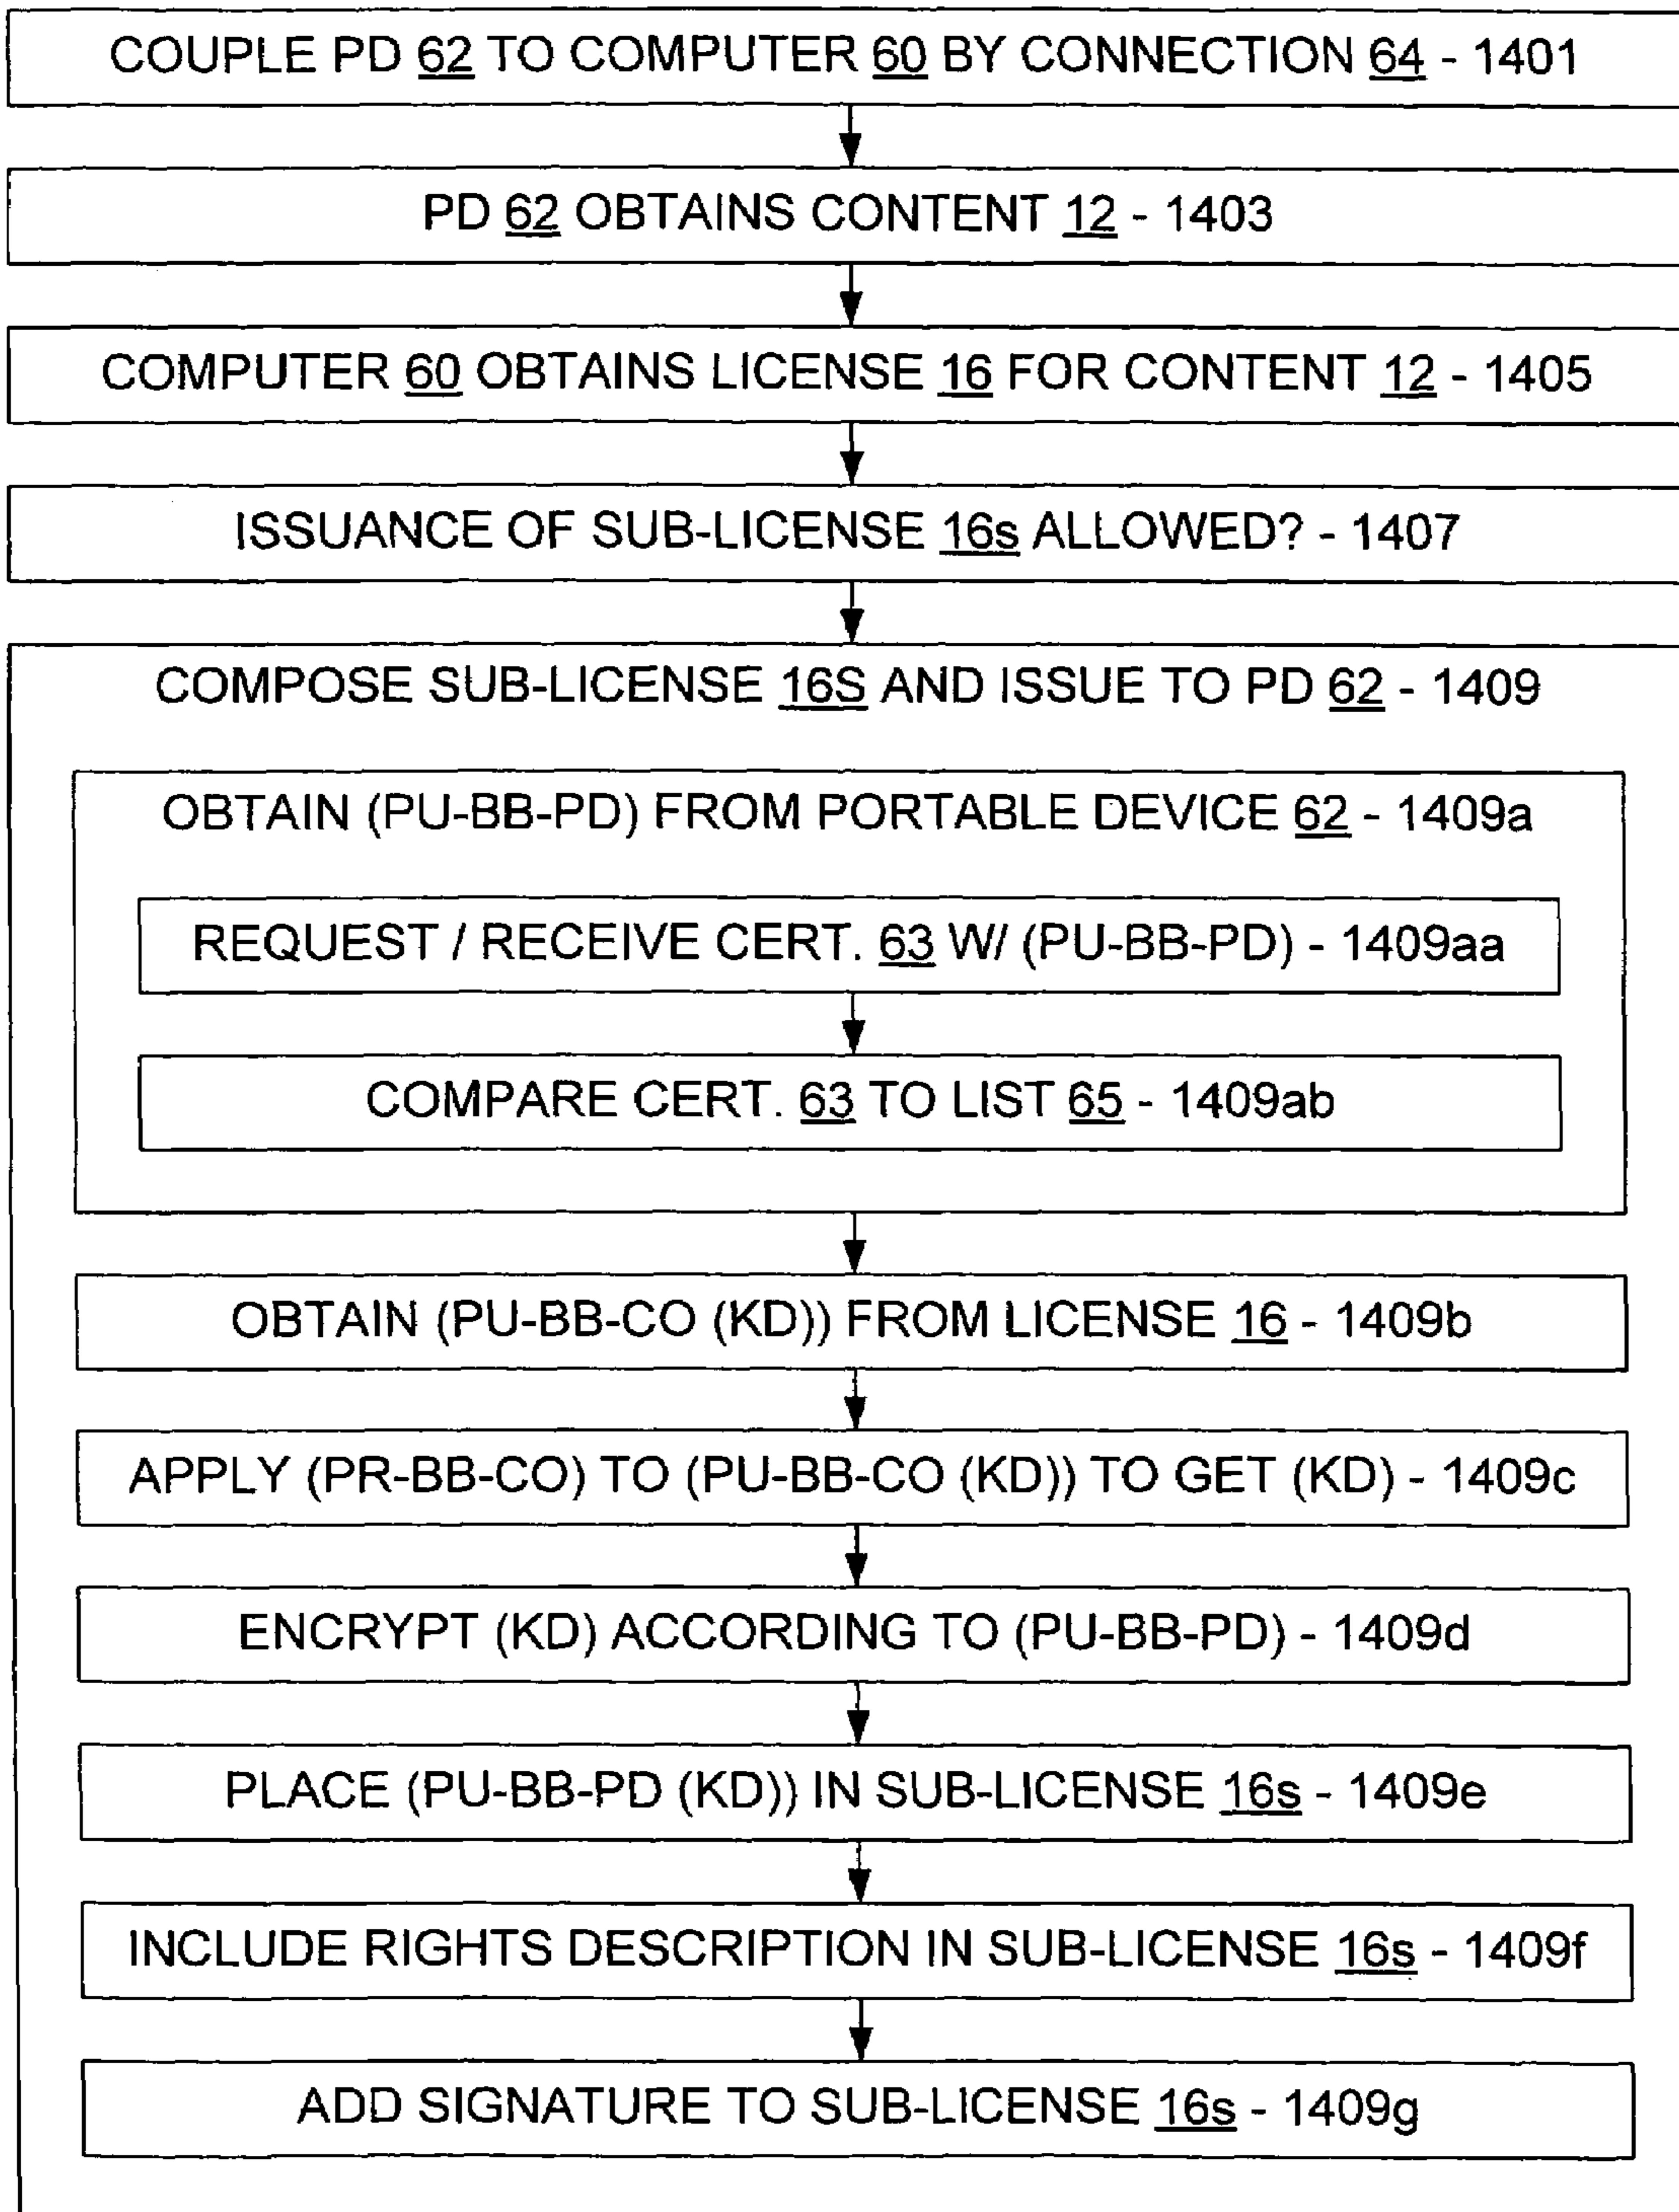 COUPLE PD 62 TO COMPUTER 60 BY CONNECTION 64 - 1401
PD 62 OBTAINS CONTENT 12 - 1403
COMPUTER 60 OBTAINS LICENSE 16 FOR CONTENT 12 - 1405
ISSUANCE OF SUB-LICENSE 16s ALLOWED? - 1407
COMPOSE SUB-LICENSE 16S AND ISSUE TO PD 62 - 1409
OBTAIN (PU-BB-PD) FROM PORTABLE DEVICE 62 - 1409a
REQUEST / RECEIVE CERT. 63 W/ (PU-BB-PD) - 1409aa
COMPARE CERT. 63 TO LIST 65 - 1409ab
OBTAIN (PU-BB-CO (KD)) FROM LICENSE 16 - 1409b
APPLY (PR-BB-CO) TO (PU-BB-CO (KD)) TO GET (KD) - 1409c
ENCRYPT (KD) ACCORDING TO (PU-BB-PD) - 1409d
PLACE (PU-BB-PD (KD)) IN SUB-LICENSE 16s - 1409e
INCLUDE RIGHTS DESCRIPTION IN SUB-LICENSE 16s - 1409f
ADD SIGNATURE TO SUB-LICENSE 16s - 1409g